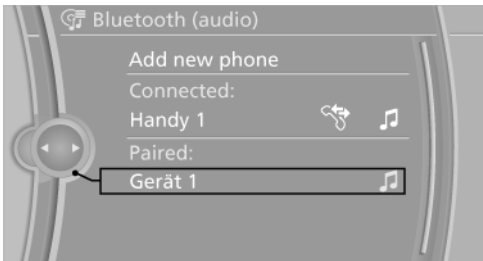 Bluetooth (audio)
Add new phone
Connected:
Handy 1
Paired:
Gerät 1